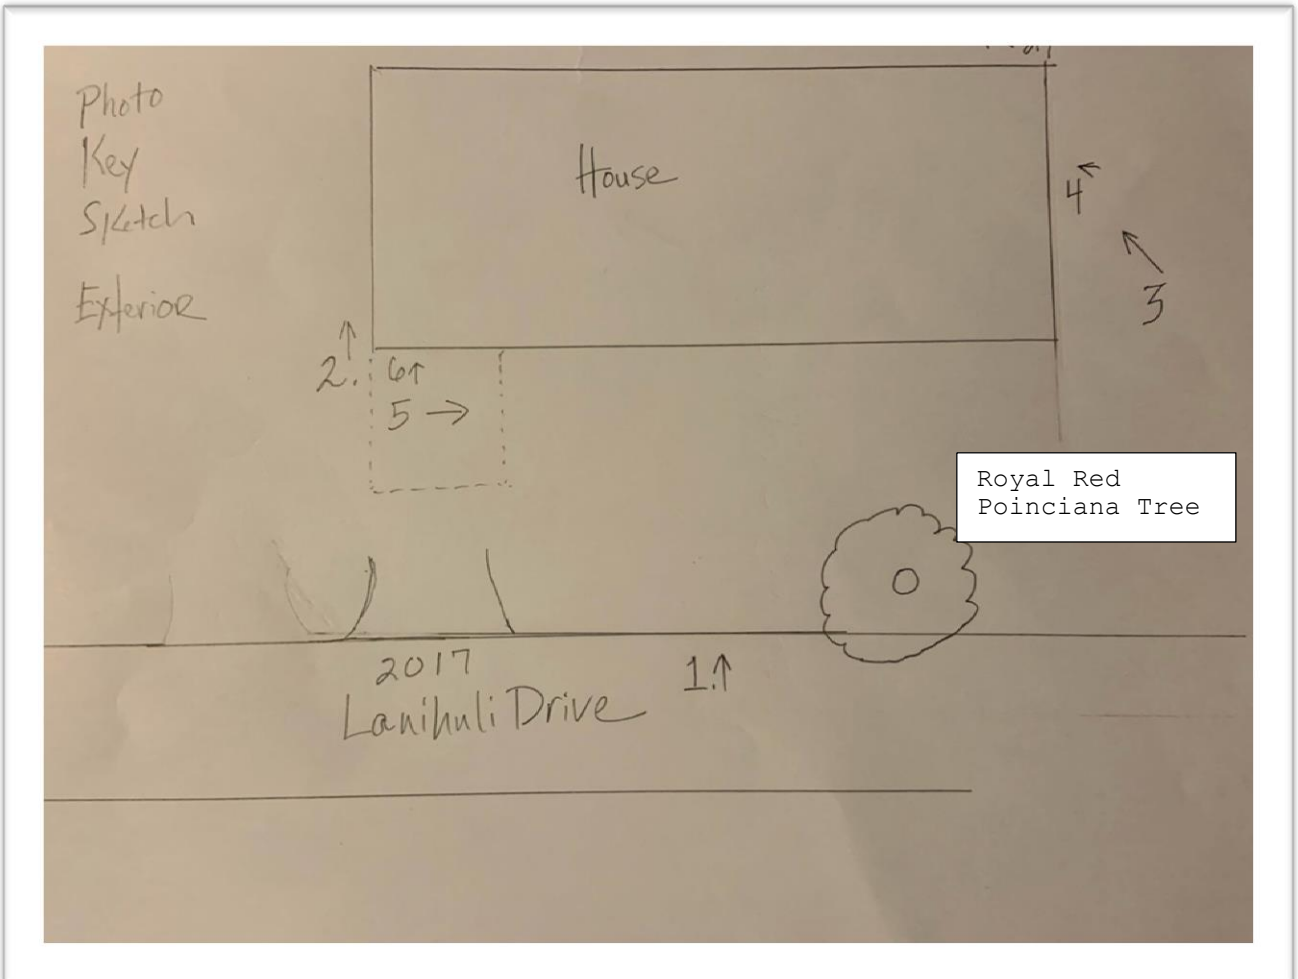 Photo
Key
Sketch
Exterior
House
4
3
2.
6
5
Royal Red
Poinciana Tree
2017
1.
Lanihuli Drive